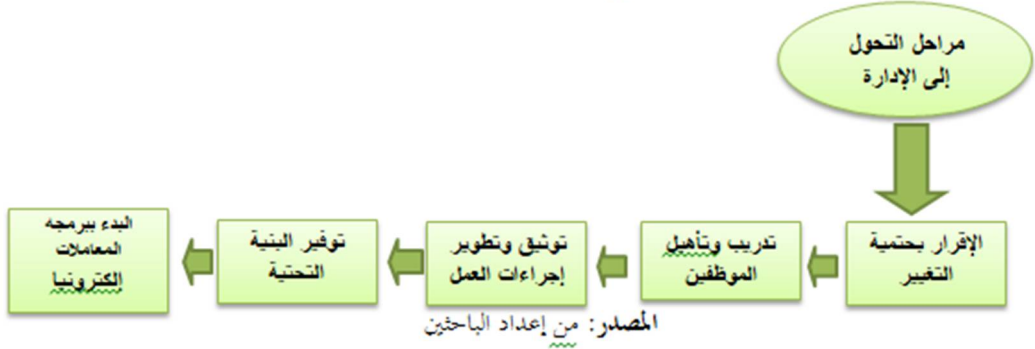 مراحل التحول
إلى الإدارة
الإقرار بحتمية
التغيير
تدريب وتأهيل
الموظفين
توثيق وتطوير
إجراءات العمل
توفير البنية
التحتية
البدء ببرمجه
المعاملات
إلكترونيا
المصدر: من إعداد الباحثين